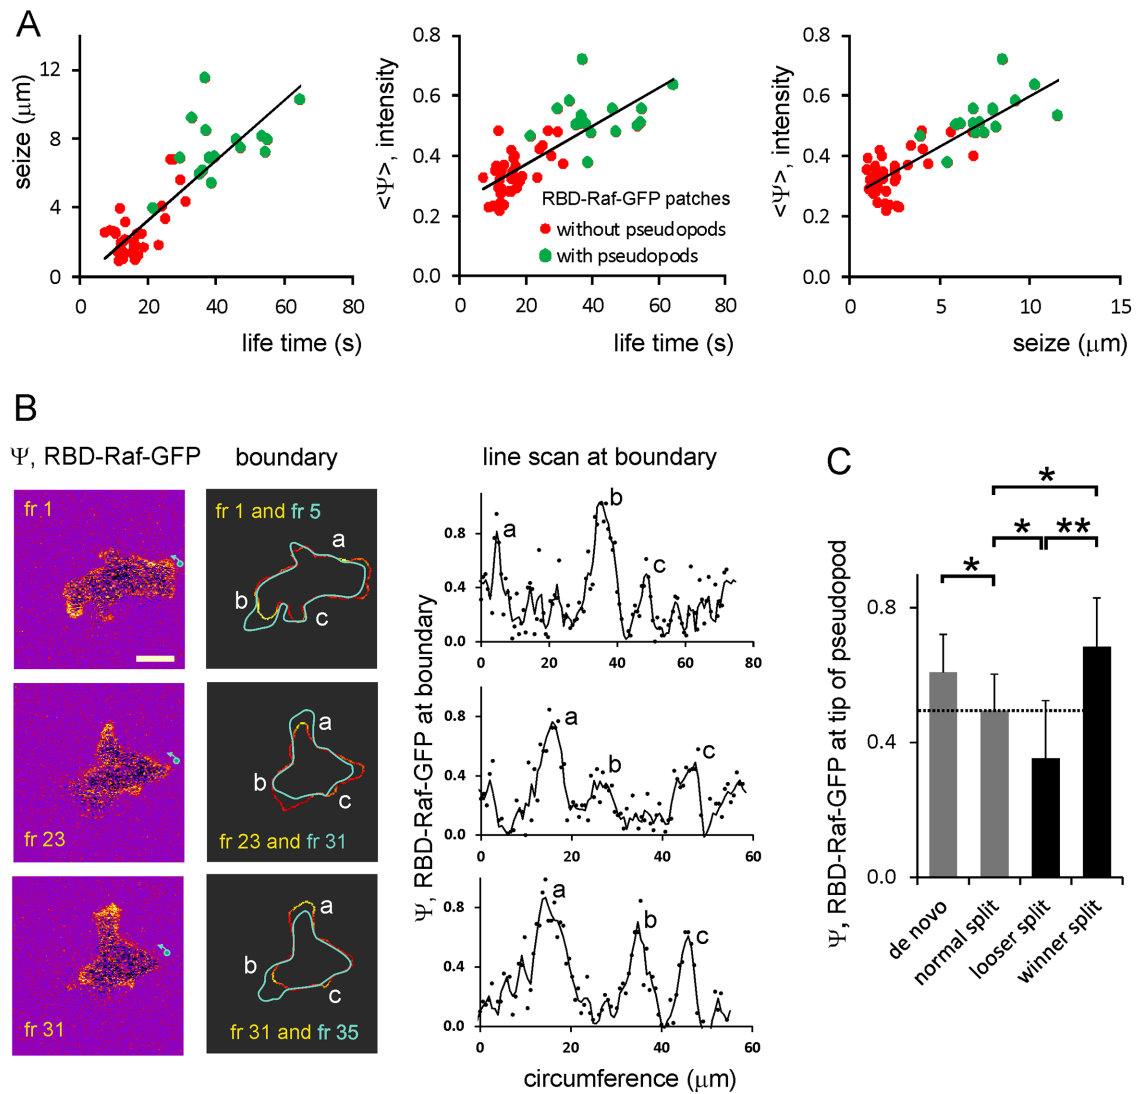 A
seize (μm)
12
8
4
0
0 20 40 60 80
life time (s)
<Ψ>, intensity
0.8
0.6
0.4
0.2
0.0
RBD-Raf-GFP patches
without pseudopods
with pseudopods
0 20 40 60 80
life time (s)
<Ψ>, intensity
0.8
0.6
0.4
0.2
0.0
0 5 10 15
seize (μm)
B
Ψ, RBD-Raf-GFP
boundary
line scan at boundary
fr 1
fr 1 and fr 5
a
b
c
0.8
0.4
0.0
a
b
c
0 20 40 60 80
fr 23
a
b
c
fr 23 and fr 31
0.8
0.4
0.0
a
b
c
0 20 40 60
fr 31
a
b
c
fr 31 and fr 35
0.8
0.4
0.0
a
b
c
0 20 40 60
Ψ, RBD-Raf-GFP at boundary
circumference (μm)
C
*
* **
*
Ψ, RBD-Raf-GFP at tip of pseudopod
0.8
0.4
0.0
de novo
normal split
looser split
winner split